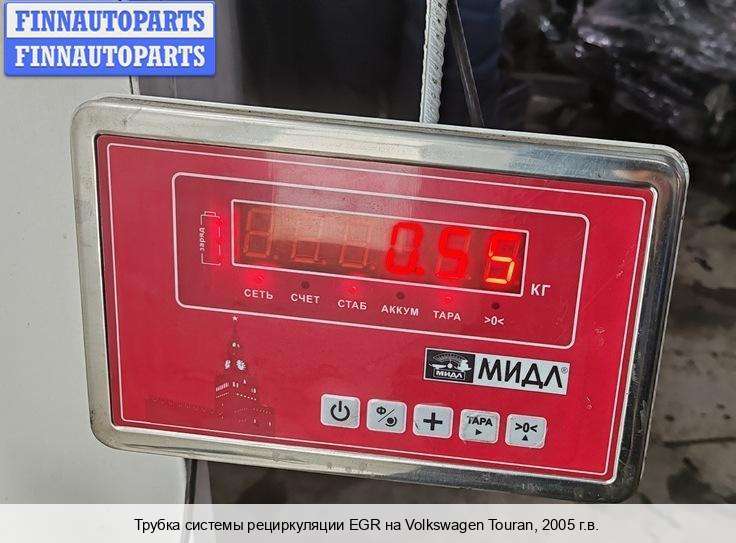 FINNAUTOPARTS
FINNAUTOPARTS
заряд
0.55
КГ
СЕТЬ СЧЕТ СТАБ АККУМ ТАРА >0<
МИДЛ МИДЛ®
Ф/ + ТАРА >0<
Трубка системы рециркуляции EGR на Volkswagen Touran, 2005 г.в.